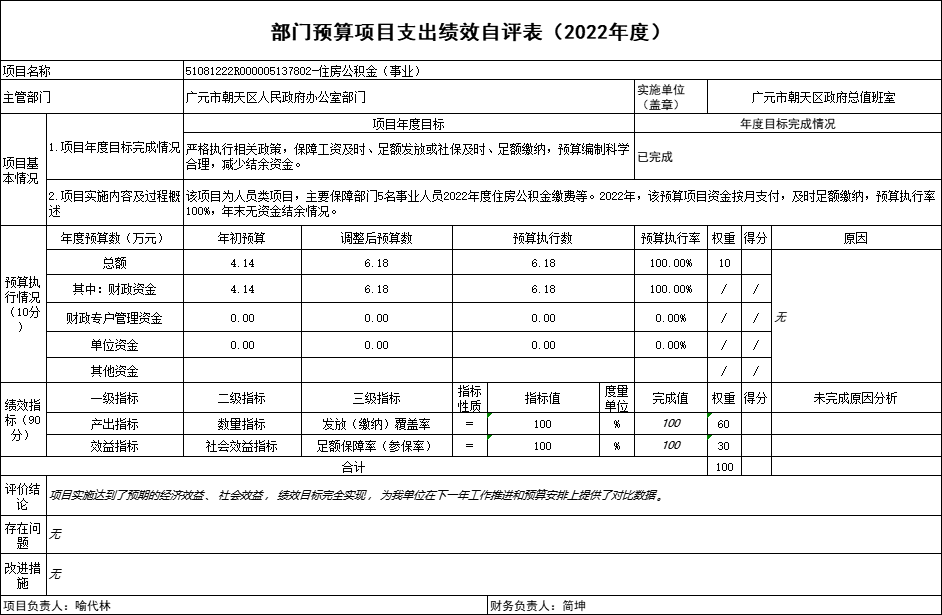 部门预算项目支出绩效自评表（2022年度）
项目名称 51081222R000005137802-住房公积金（事业）
主管部门 广元市朝天区人民政府办公室部门 实施单位（盖章） 广元市朝天区政府总值班室
项目基本情况 1.项目年度目标完成情况 项目年度目标 年度目标完成情况
严格执行相关政策，保障工资及时、足额发放或社保及时、足额缴纳，预算编制科学
合理，减少结余资金。
已完成
2.项目实施内容及过程概述
该项目为人员类项目，主要保障部门5名事业人员2022年度住房公积金缴费等。2022年，该预算项目资金按月支付，及时足额缴纳，预算执行率
100%，年末无资金结余情况。
预算执行情况（10分） 年度预算数（万元） 年初预算 调整后预算数 预算执行数 预算执行率 权重 得分 原因
总额 4.14 6.18 6.18 100.00% 10
其中：财政资金 4.14 6.18 6.18 100.00% / /
财政专户管理资金 0.00 0.00 0.00 0.00% / / 无
单位资金 0.00 0.00 0.00 0.00% / /
其他资金 / /
绩效指标（90分） 一级指标 二级指标 三级指标 指标性质 指标值 度量单位 完成值 权重 得分 未完成原因分析
产出指标 数量指标 发放（缴纳）覆盖率 ＝ 100 % 100 60
效益指标 社会效益指标 足额保障率（参保率） ＝ 100 % 100 30
合计 100
评价结论 项目实施达到了预期的经济效益、社会效益，绩效目标完全实现，为我单位在下一年工作推进和预算安排上提供了对比数据。
存在问题 无
改进措施 无
项目负责人：喻代林 财务负责人：简坤